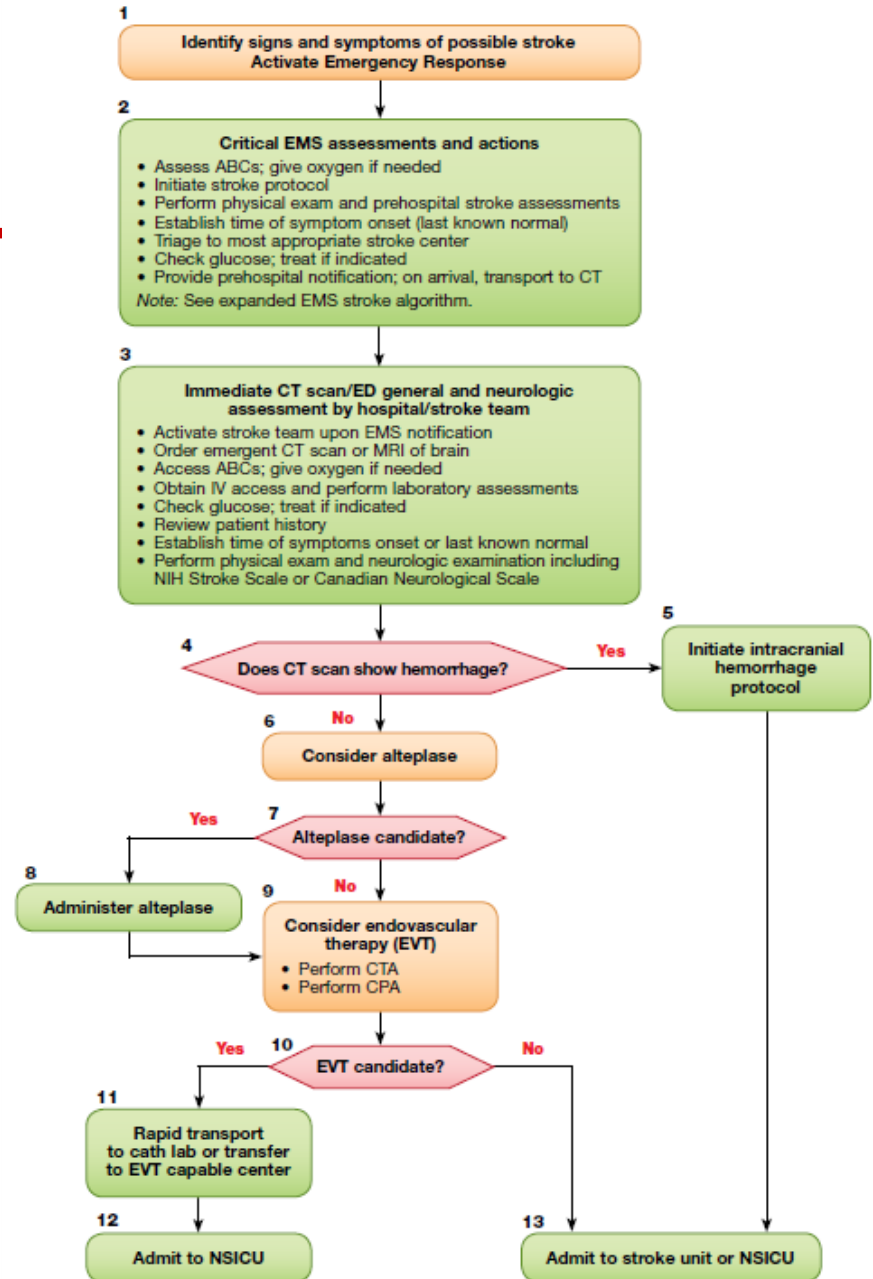 1
Identify signs and symptoms of possible stroke
Activate Emergency Response
2
Critical EMS assessments and actions
• Assess ABCs; give oxygen if needed
• Initiate stroke protocol
• Perform physical exam and prehospital stroke assessments
• Establish time of symptom onset (last known normal)
• Triage to most appropriate stroke center
• Check glucose; treat if indicated
• Provide prehospital notification; on arrival, transport to CT
Note: See expanded EMS stroke algorithm.
3
Immediate CT scan/ED general and neurologic
assessment by hospital/stroke team
• Activate stroke team upon EMS notification
• Order emergent CT scan or MRI of brain
• Access ABCs; give oxygen if needed
• Obtain IV access and perform laboratory assessments
• Check glucose; treat if indicated
• Review patient history
• Establish time of symptoms onset or last known normal
• Perform physical exam and neurologic examination including
NIH Stroke Scale or Canadian Neurological Scale
4
Does CT scan show hemorrhage?
Yes
5
Initiate intracranial
hemorrhage
protocol
No
6
Consider alteplase
7
Alteplase candidate?
Yes
8
Administer alteplase
No
9
Consider endovascular
therapy (EVT)
• Perform CTA
• Perform CPA
10
EVT candidate?
Yes
No
11
Rapid transport
to cath lab or transfer
to EVT capable center
12
Admit to NSICU
13
Admit to stroke unit or NSICU